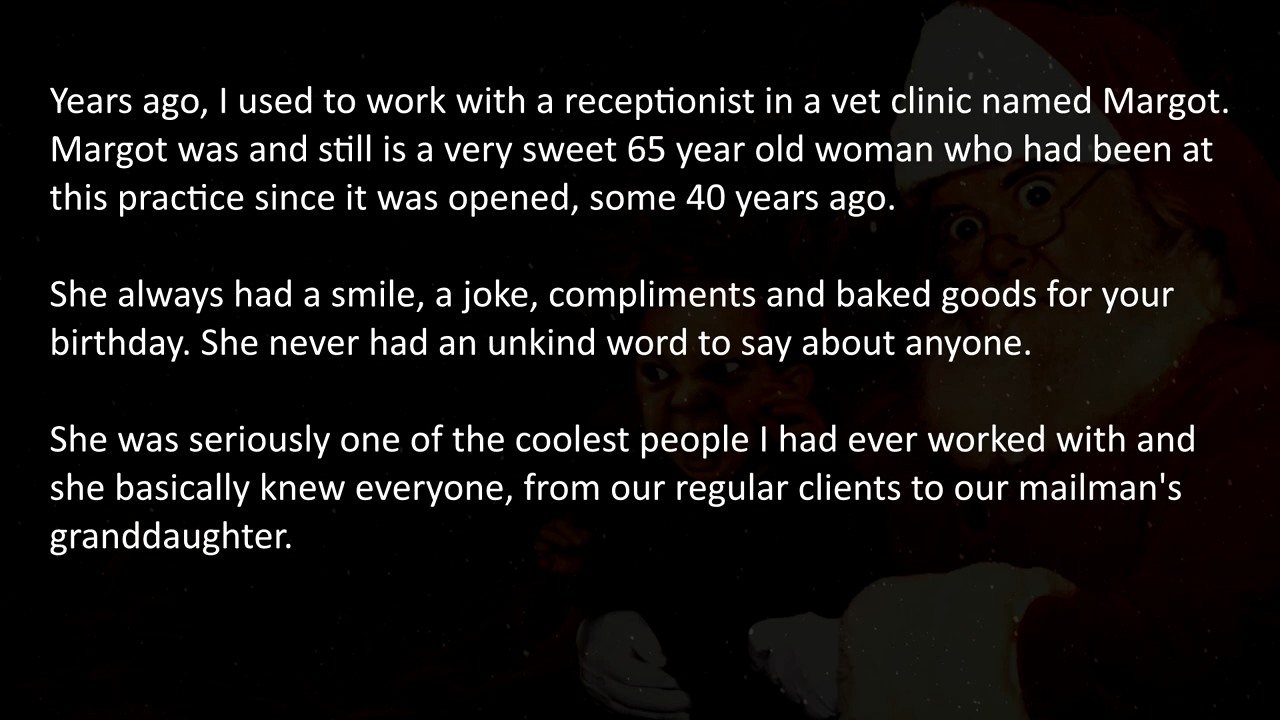 Years ago, I used to work with a receptionist in a vet clinic named Margot.
Margot was and still is a very sweet 65 year old woman who had been at
this practice since it was opened, some 40 years ago.
She always had a smile, a joke, compliments and baked goods for your
birthday. She never had an unkind word to say about anyone.
She was seriously one of the coolest people I had ever worked with and
she basically knew everyone, from our regular clients to our mailman's
granddaughter.